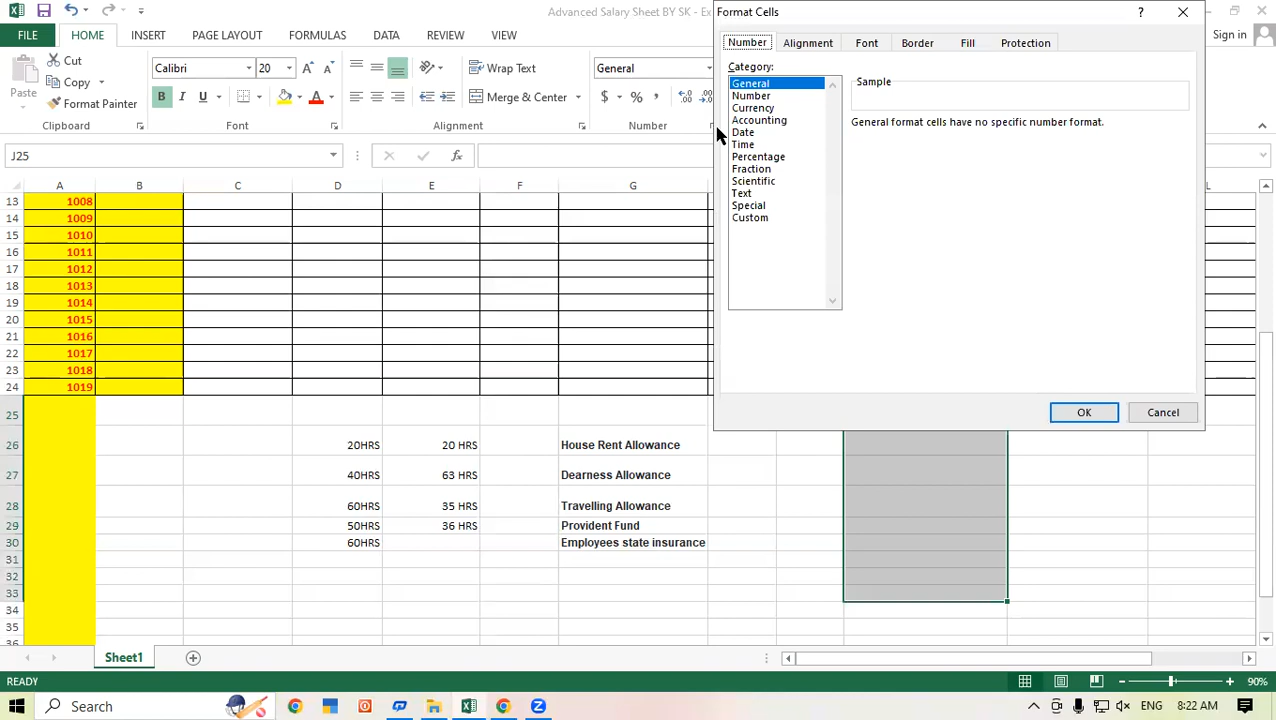 Advanced Salary Sheet BY SK - Ex
Format Cells
?
FILE
HOME
INSERT
PAGE LAYOUT
FORMULAS
DATA
REVIEW
VIEW
Sign in
Paste
Cut
Copy
Format Painter
Clipboard
Calibri
20
B I U
Font
Wrap Text
Merge & Center
Alignment
General
$ % ,
Number
Number
Alignment
Font
Border
Fill
Protection
Category:
General
Number
Currency
Accounting
Date
Time
Percentage
Fraction
Scientific
Text
Special
Custom
Sample
General format cells have no specific number format.
OK
Cancel
J25
fx
A B C D E F G L
13 1008
14 1009
15 1010
16 1011
17 1012
18 1013
19 1014
20 1015
21 1016
22 1017
23 1018
24 1019
25
26 20HRS 20 HRS House Rent Allowance
27 40HRS 63 HRS Dearness Allowance
28 60HRS 35 HRS Travelling Allowance
29 50HRS 36 HRS Provident Fund
30 60HRS Employees state insurance
31
32
33
34
35
36
Sheet1
READY
90%
Search
ENG
8:22 AM